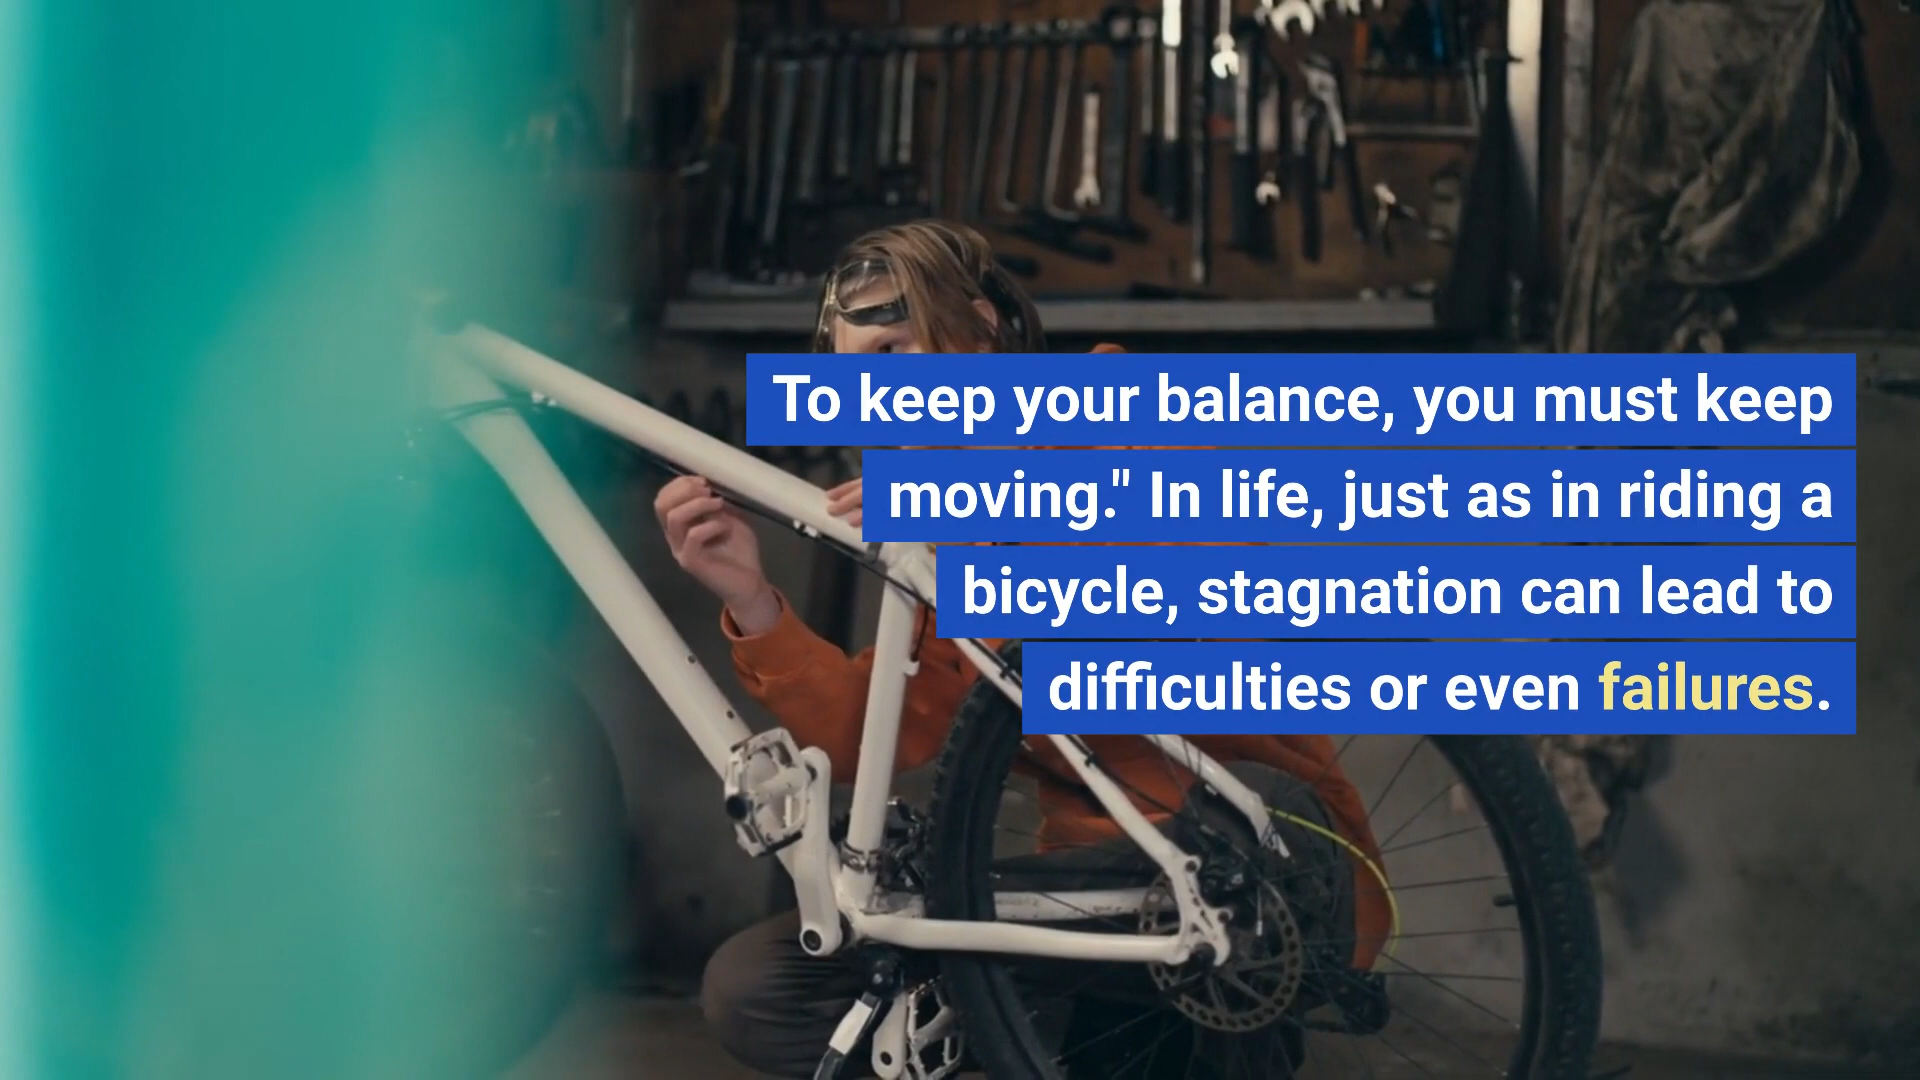 To keep your balance, you must keep
moving." In life, just as in riding a
bicycle, stagnation can lead to
difficulties or even failures.